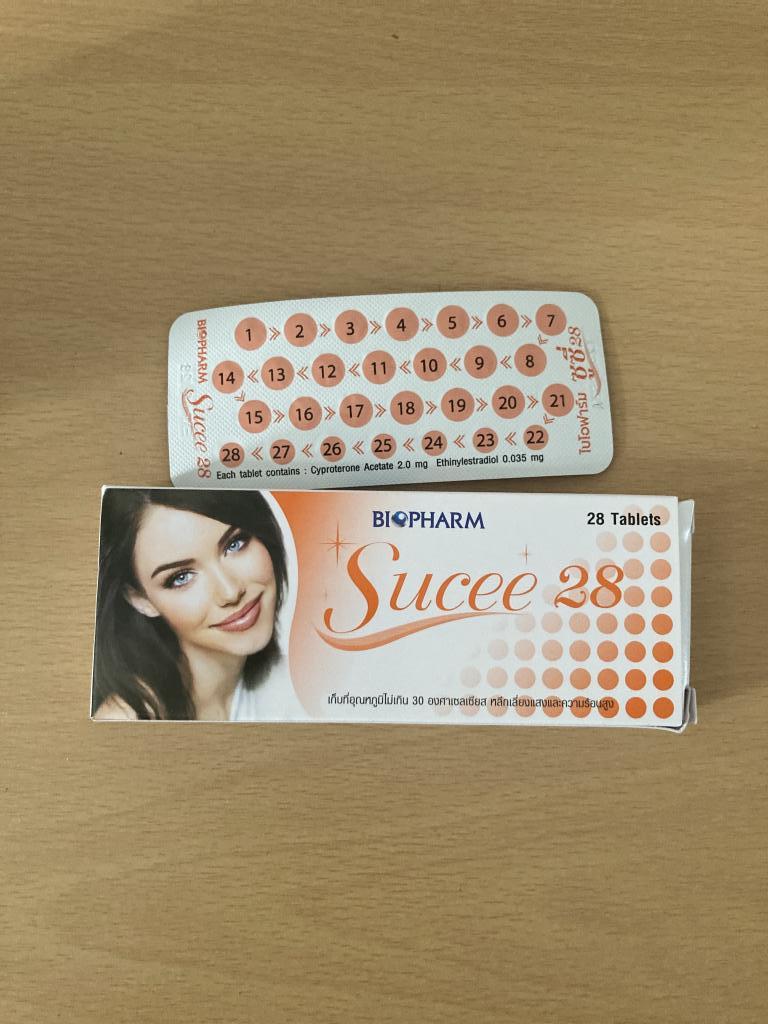 1 » 2 » 3 » 4 » 5 » 6 » 7
14 « 13 « 12 « 11 « 10 « 9 « 8
15 » 16 » 17 » 18 » 19 » 20 » 21
28 « 27 « 26 « 25 « 24 « 23 « 22
Each tablet contains : Cyproterone Acetate 2.0 mg Ethinylestradiol 0.035 mg
BIOPHARM Sucee 28
ไบโอฟาร์ม ซูซี่ 28
BIOPHARM
28 Tablets
Sucee 28
เก็บที่อุณหภูมิไม่เกิน 30 องศาเซลเซียส หลีกเลี่ยงแสงและความร้อนสูง